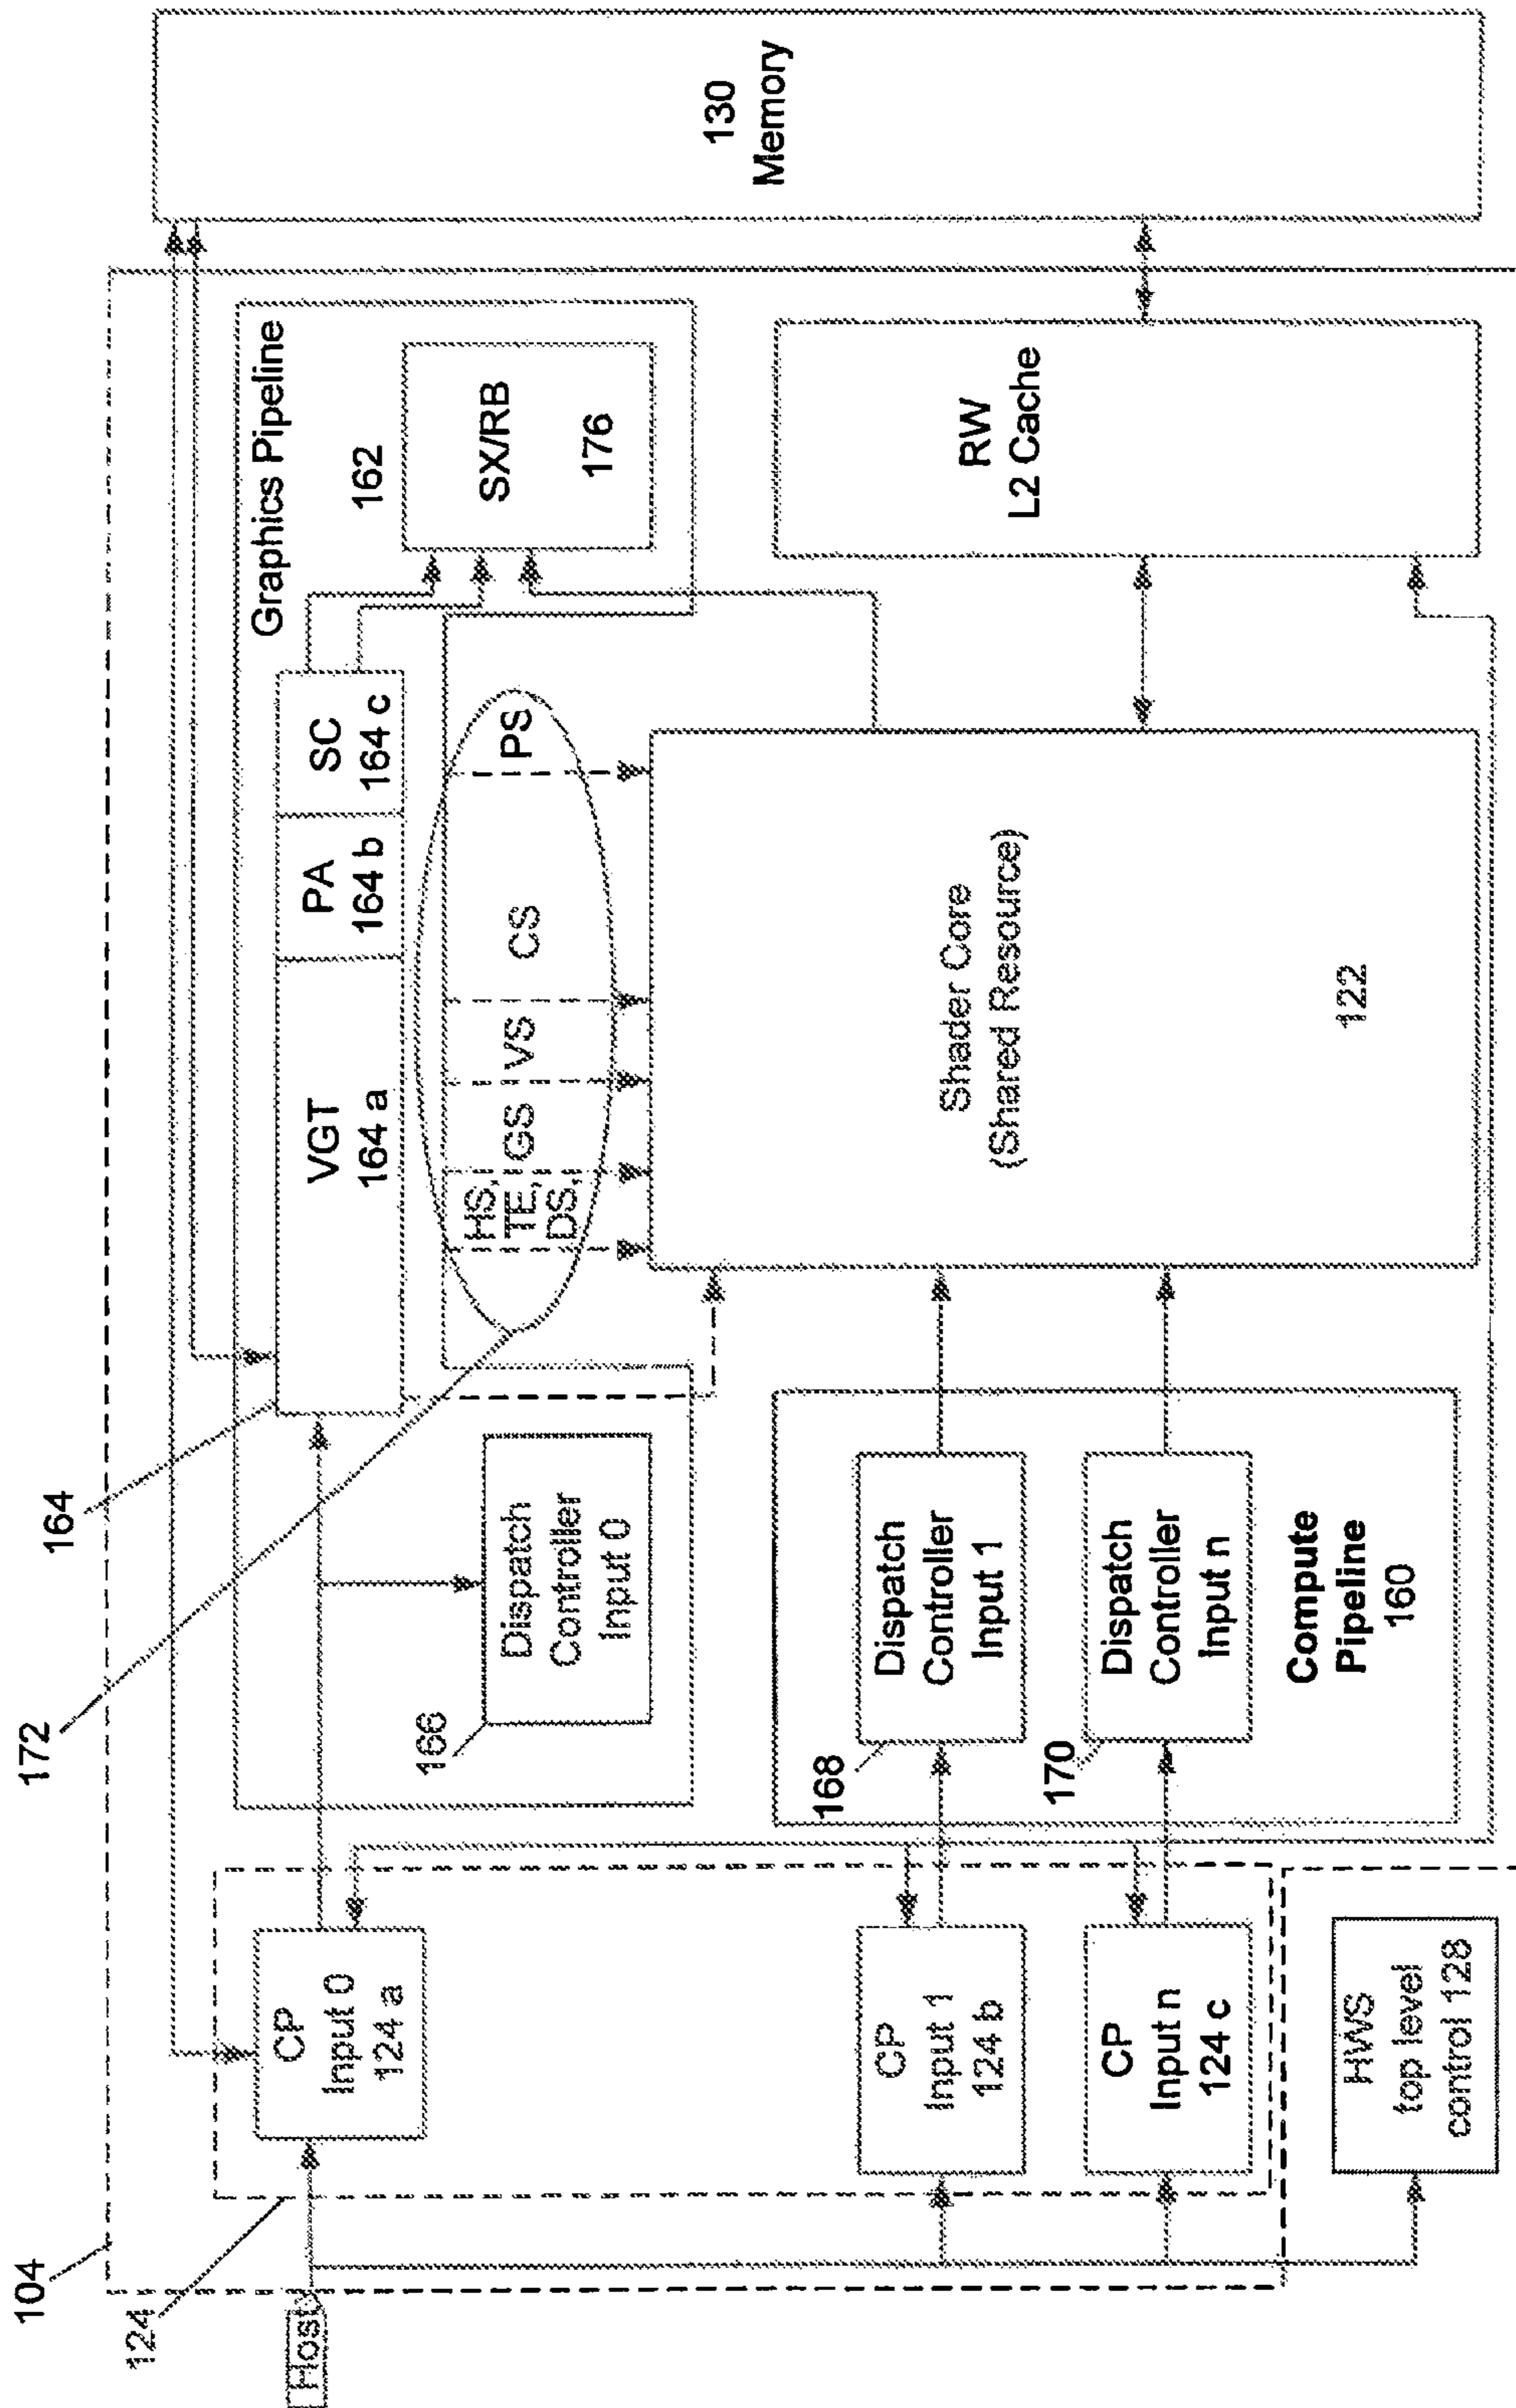 104
124
172
164
Host
CP
Input 0
124 a
CP
Input 1
124 b
CP
Input n
124 c
HWS
top level
control 128
166
Dispatch
Controller
Input 0
168
Dispatch
Controller
Input 1
170
Dispatch
Controller
Input n
Compute
Pipeline
160
VGT
164 a
PA
164 b
SC
164 c
Graphics Pipeline
162
SX/RB
176
HS,
TE,
DS,
GS
VS
CS
PS
Shader Core
(Shared Resource)
122
RW
L2 Cache
130
Memory